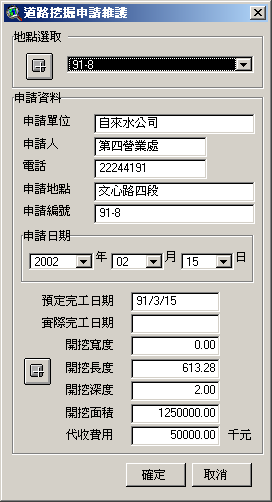 道路挖掘申請維護
地點選取
91-8
申請資料
申請單位 自來水公司
申請人 第四營業處
電話 22244191
申請地點 文心路四段
申請編號 91-8
申請日期
2002 年 02 月 15 日
預定完工日期 91/3/15
實際完工日期
開挖寬度 0.00
開挖長度 613.28
開挖深度 2.00
開挖面積 1250000.00
代收費用 50000.00 千元
確定 取消